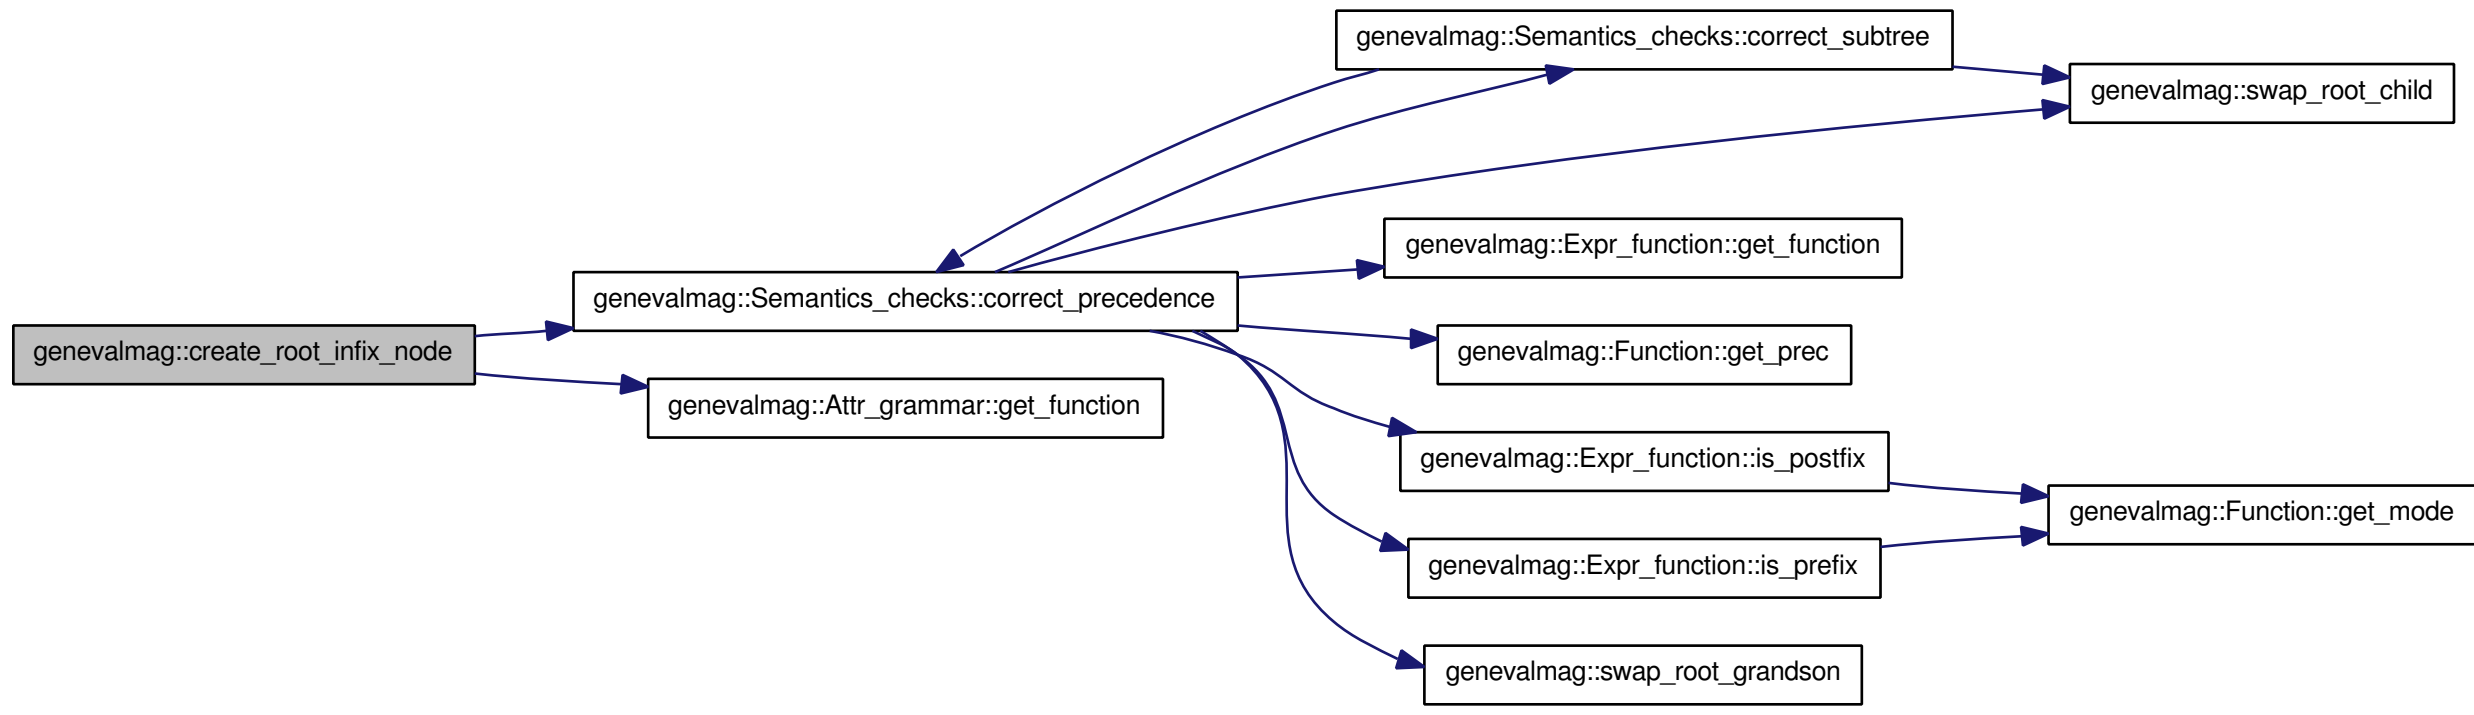 genevalmag::Semantics_checks::correct_subtree
genevalmag::swap_root_child
genevalmag::Expr_function::get_function
genevalmag::Semantics_checks::correct_precedence
genevalmag::create_root_infix_node
genevalmag::Function::get_prec
genevalmag::Attr_grammar::get_function
genevalmag::Expr_function::is_postfix
genevalmag::Function::get_mode
genevalmag::Expr_function::is_prefix
genevalmag::swap_root_grandson